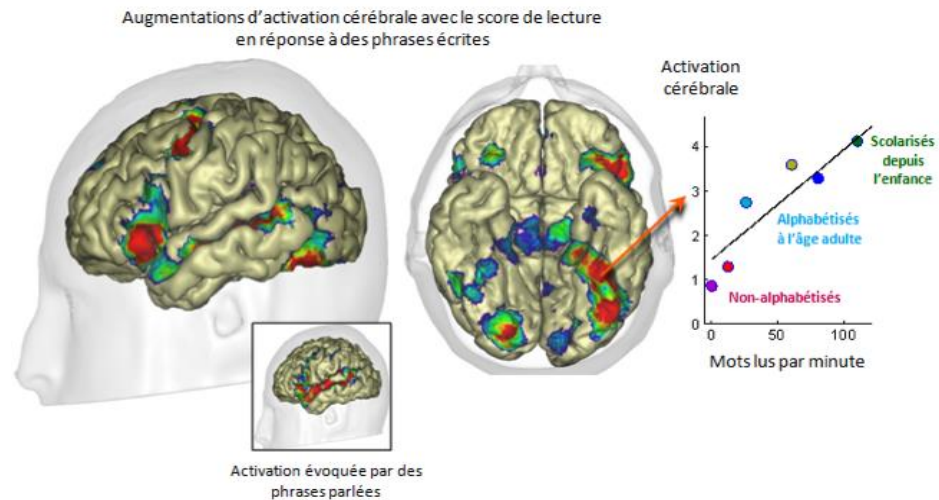 Augmentations d’activation cérébrale avec le score de lecture
en réponse à des phrases écrites
Activation
cérébrale
4
3
2
1
0
Scolarisés
depuis
l’enfance
Alphabétisés
à l’âge adulte
Non-alphabétisés
0
50
100
Mots lus par minute
Activation évoquée par des
phrases parlées